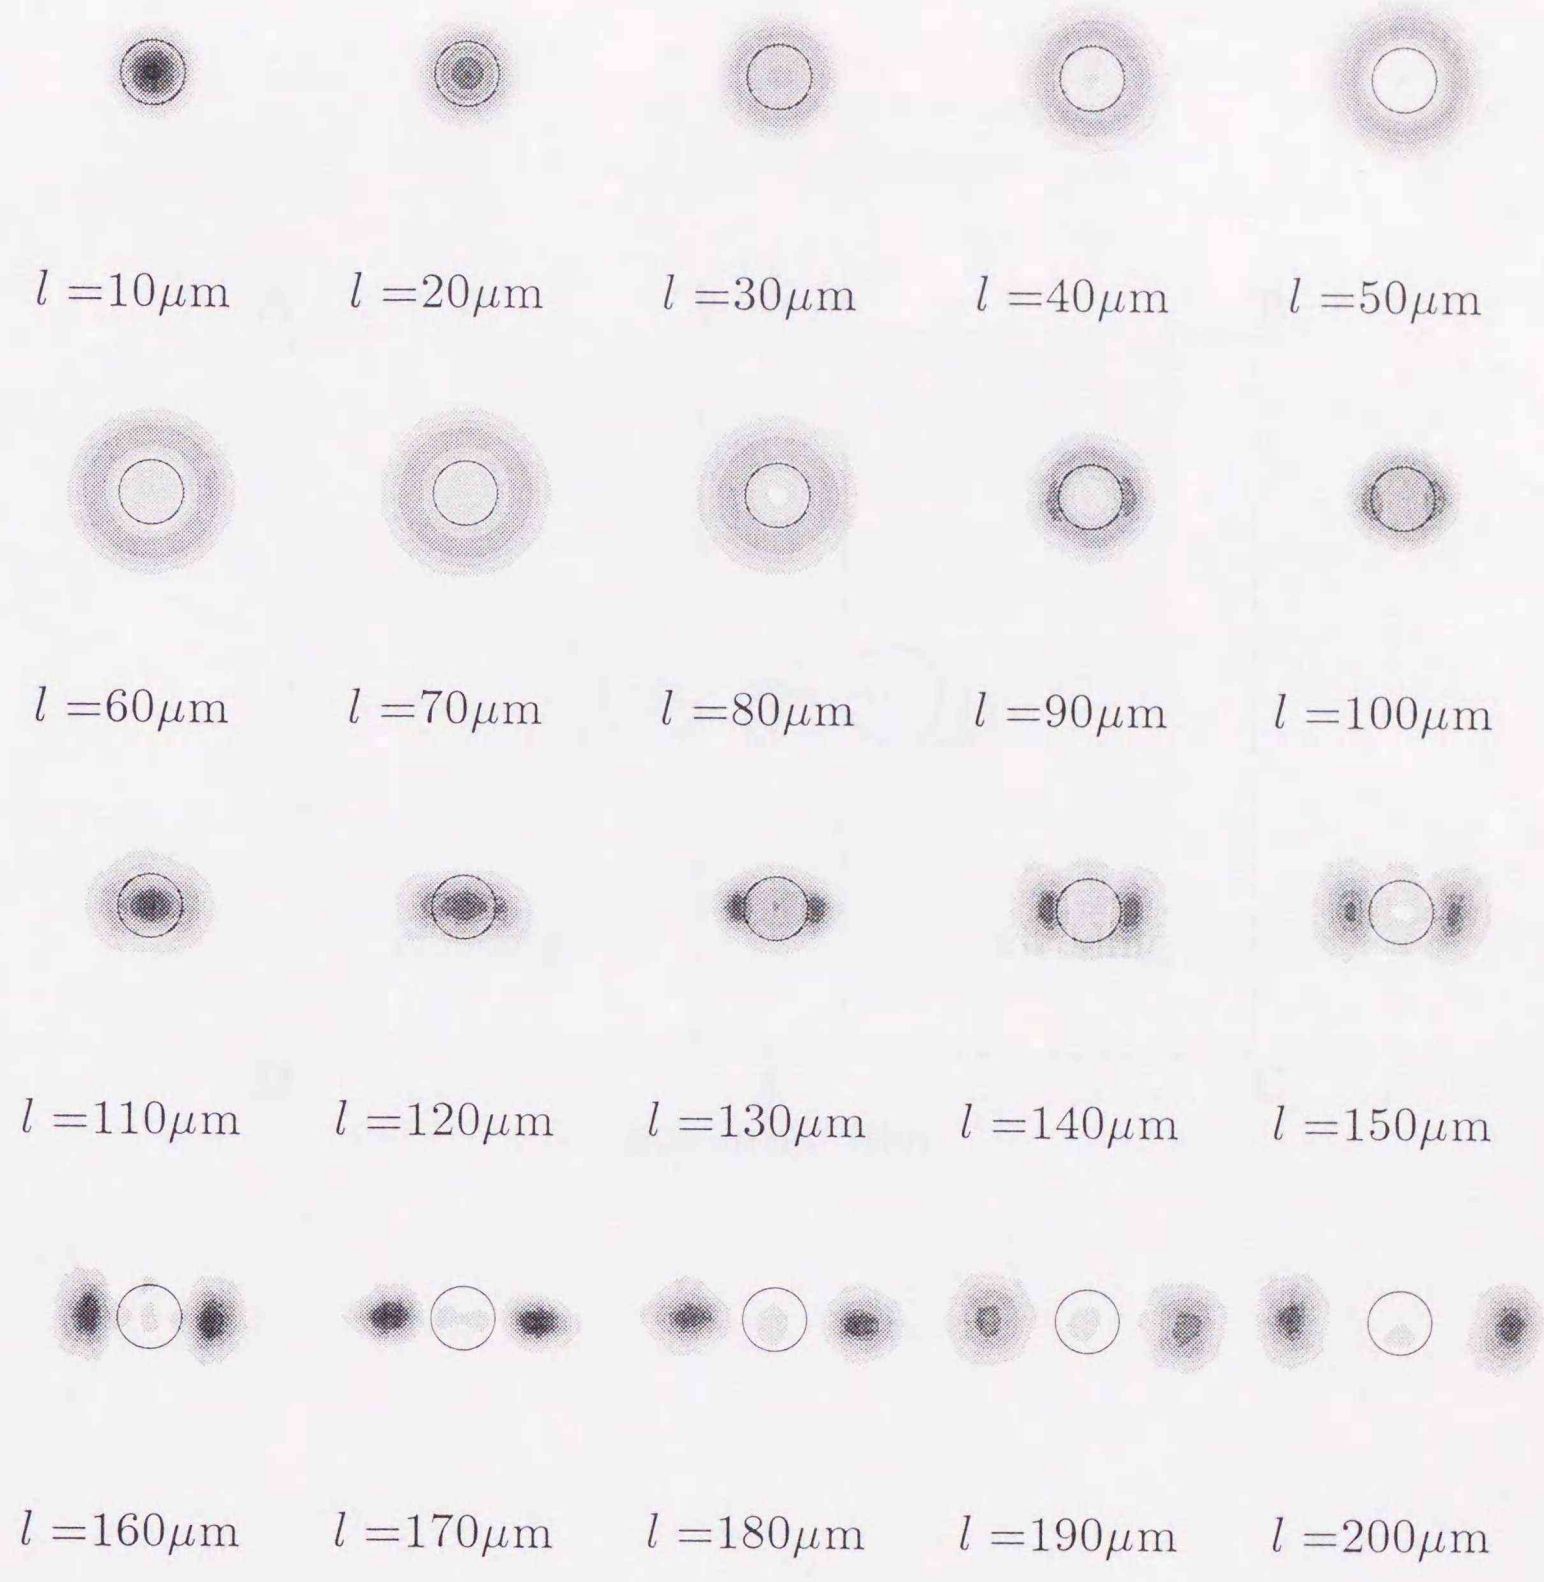 l =10μm l =20μm l =30μm l =40μm l =50μm
l =60μm l =70μm l =80μm l =90μm l =100μm
l =110μm l =120μm l =130μm l =140μm l =150μm
l =160μm l =170μm l =180μm l =190μm l =200μm